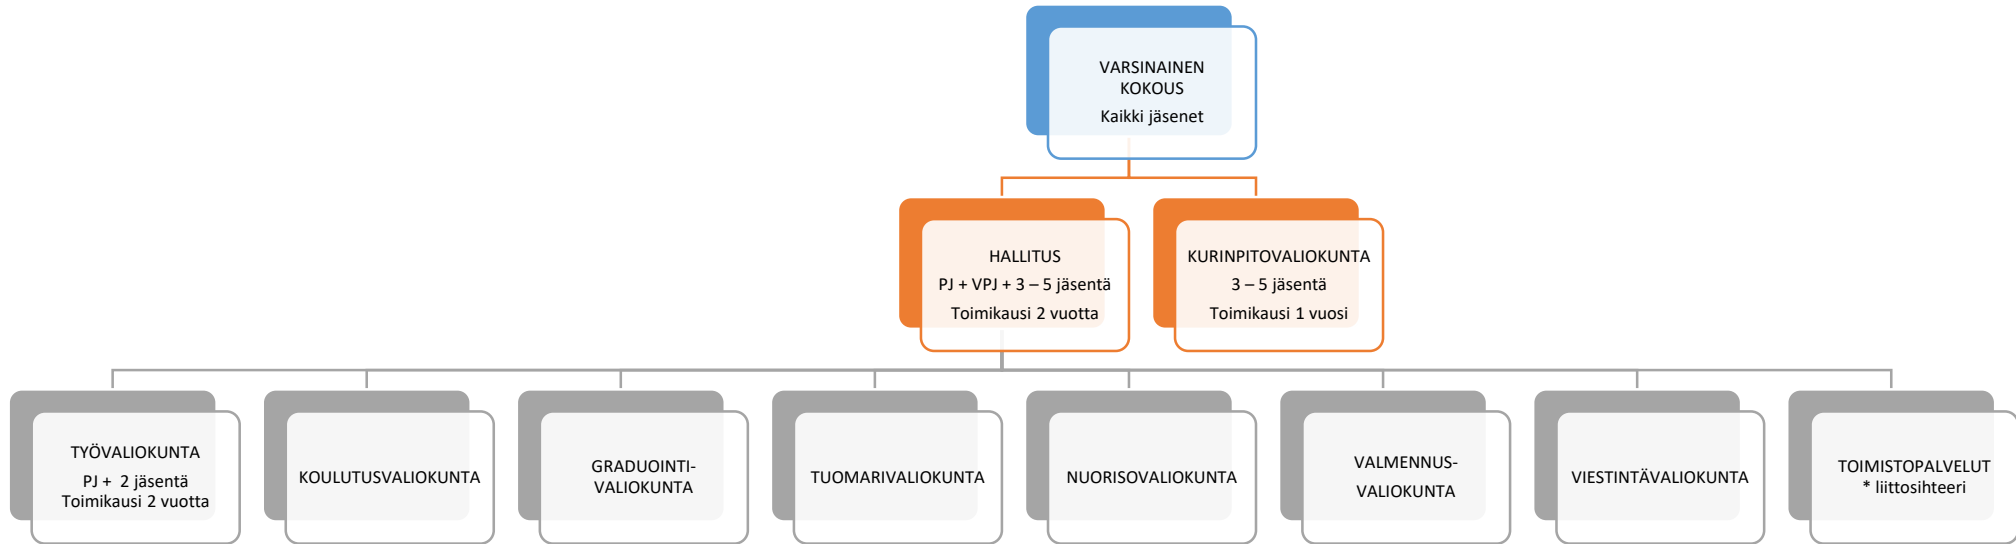 VARSINAINEN
KOKOUS
Kaikki jäsenet
HALLITUS
PJ + VPJ + 3 – 5 jäsentä
Toimikausi 2 vuotta
KURINPITOVALIOKUNTA
3 – 5 jäsentä
Toimikausi 1 vuosi
TYÖVALIOKUNTA
PJ + 2 jäsentä
Toimikausi 2 vuotta
KOULUTUSVALIOKUNTA
GRADUOINTI-
VALIOKUNTA
TUOMARIVALIOKUNTA
NUORISOVALIOKUNTA
VALMENNUS-
VALIOKUNTA
VIESTINTÄVALIOKUNTA
TOIMISTOPALVELUT
* liittosihteeri